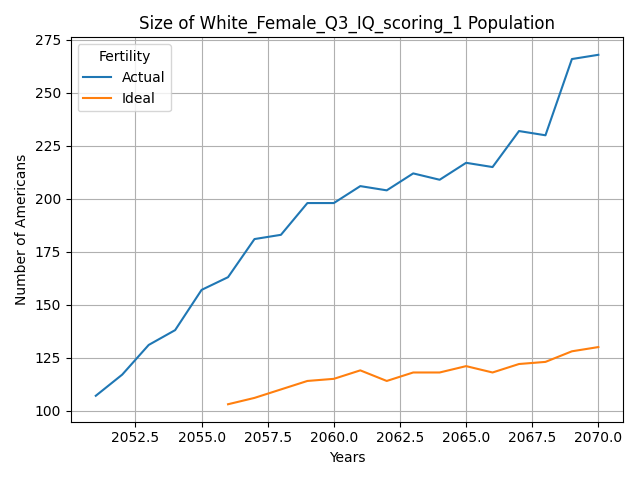 Size of White_Female_Q3_IQ_scoring_1 Population
Fertility
Actual
Ideal
Number of Americans
275
250
225
200
175
150
125
100
2052.5 2055.0 2057.5 2060.0 2062.5 2065.0 2067.5 2070.0
Years